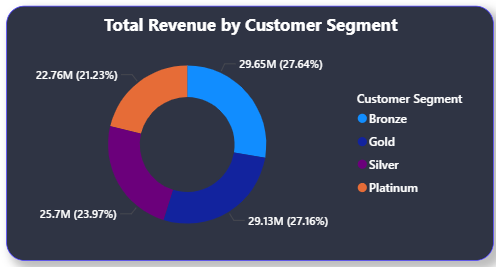 Total Revenue by Customer Segment
29.65M (27.64%)
22.76M (21.23%)
Customer Segment
Bronze
Gold
Silver
Platinum
25.7M (23.97%)
29.13M (27.16%)